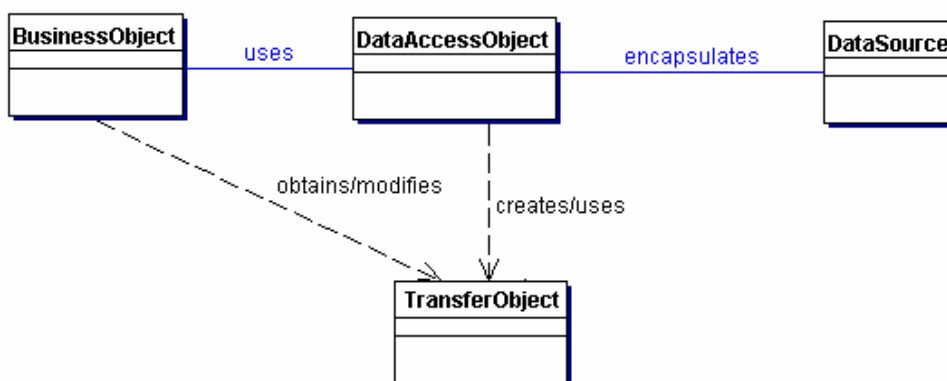 BusinessObject
uses
DataAccessObject
encapsulates
DataSource
obtains/modifies
creates/uses
TransferObject